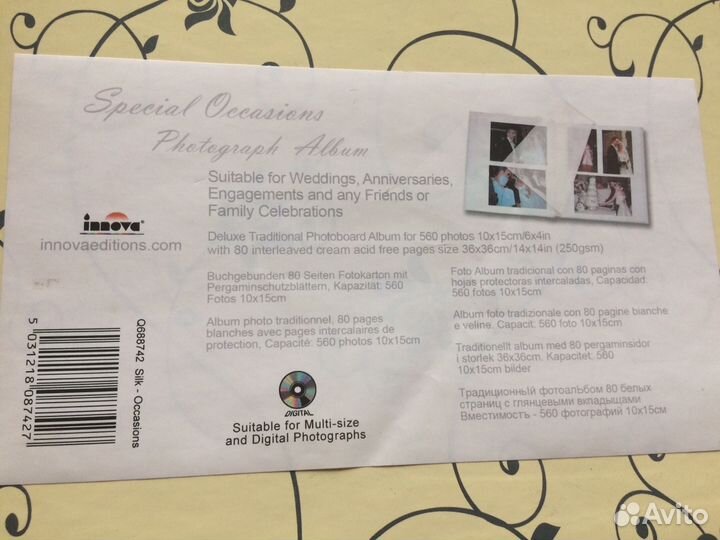 Special Occasions
Photograph Album
Suitable for Weddings, Anniversaries,
Engagements and any Friends or
Family Celebrations
innova®
innovaeditions.com
Deluxe Traditional Photoboard Album for 560 photos 10x15cm/6x4in
with 80 interleaved cream acid free pages size 36x36cm/14x14in (250gsm)
Buchgebunden 80 Seiten Fotokarton mit
Pergaminschutzblättern, Kapazität: 560
Fotos 10x15cm
Album photo traditionnel, 80 pages
blanches avec pages intercalaires de
protection, Capacité: 560 photos 10x15cm
Foto Album tradicional con 80 paginas con
hojas protectoras intercaladas, Capacidad:
560 fotos 10x15cm
Album foto tradizionale con 80 pagine bianche
e veline. Capacit: 560 foto 10x15cm
Traditionellt album med 80 pergaminsidor
i storlek 36x36cm. Kapacitet: 560
10x15cm bilder
Традиционный фотоальбом 80 белых
страниц с глянцевыми вкладышами
Вместимость - 560 фотографий 10x15см
DIGITAL
Suitable for Multi-size
and Digital Photographs
Q688742 Silk - Occasions
5 031218 087427
Avito